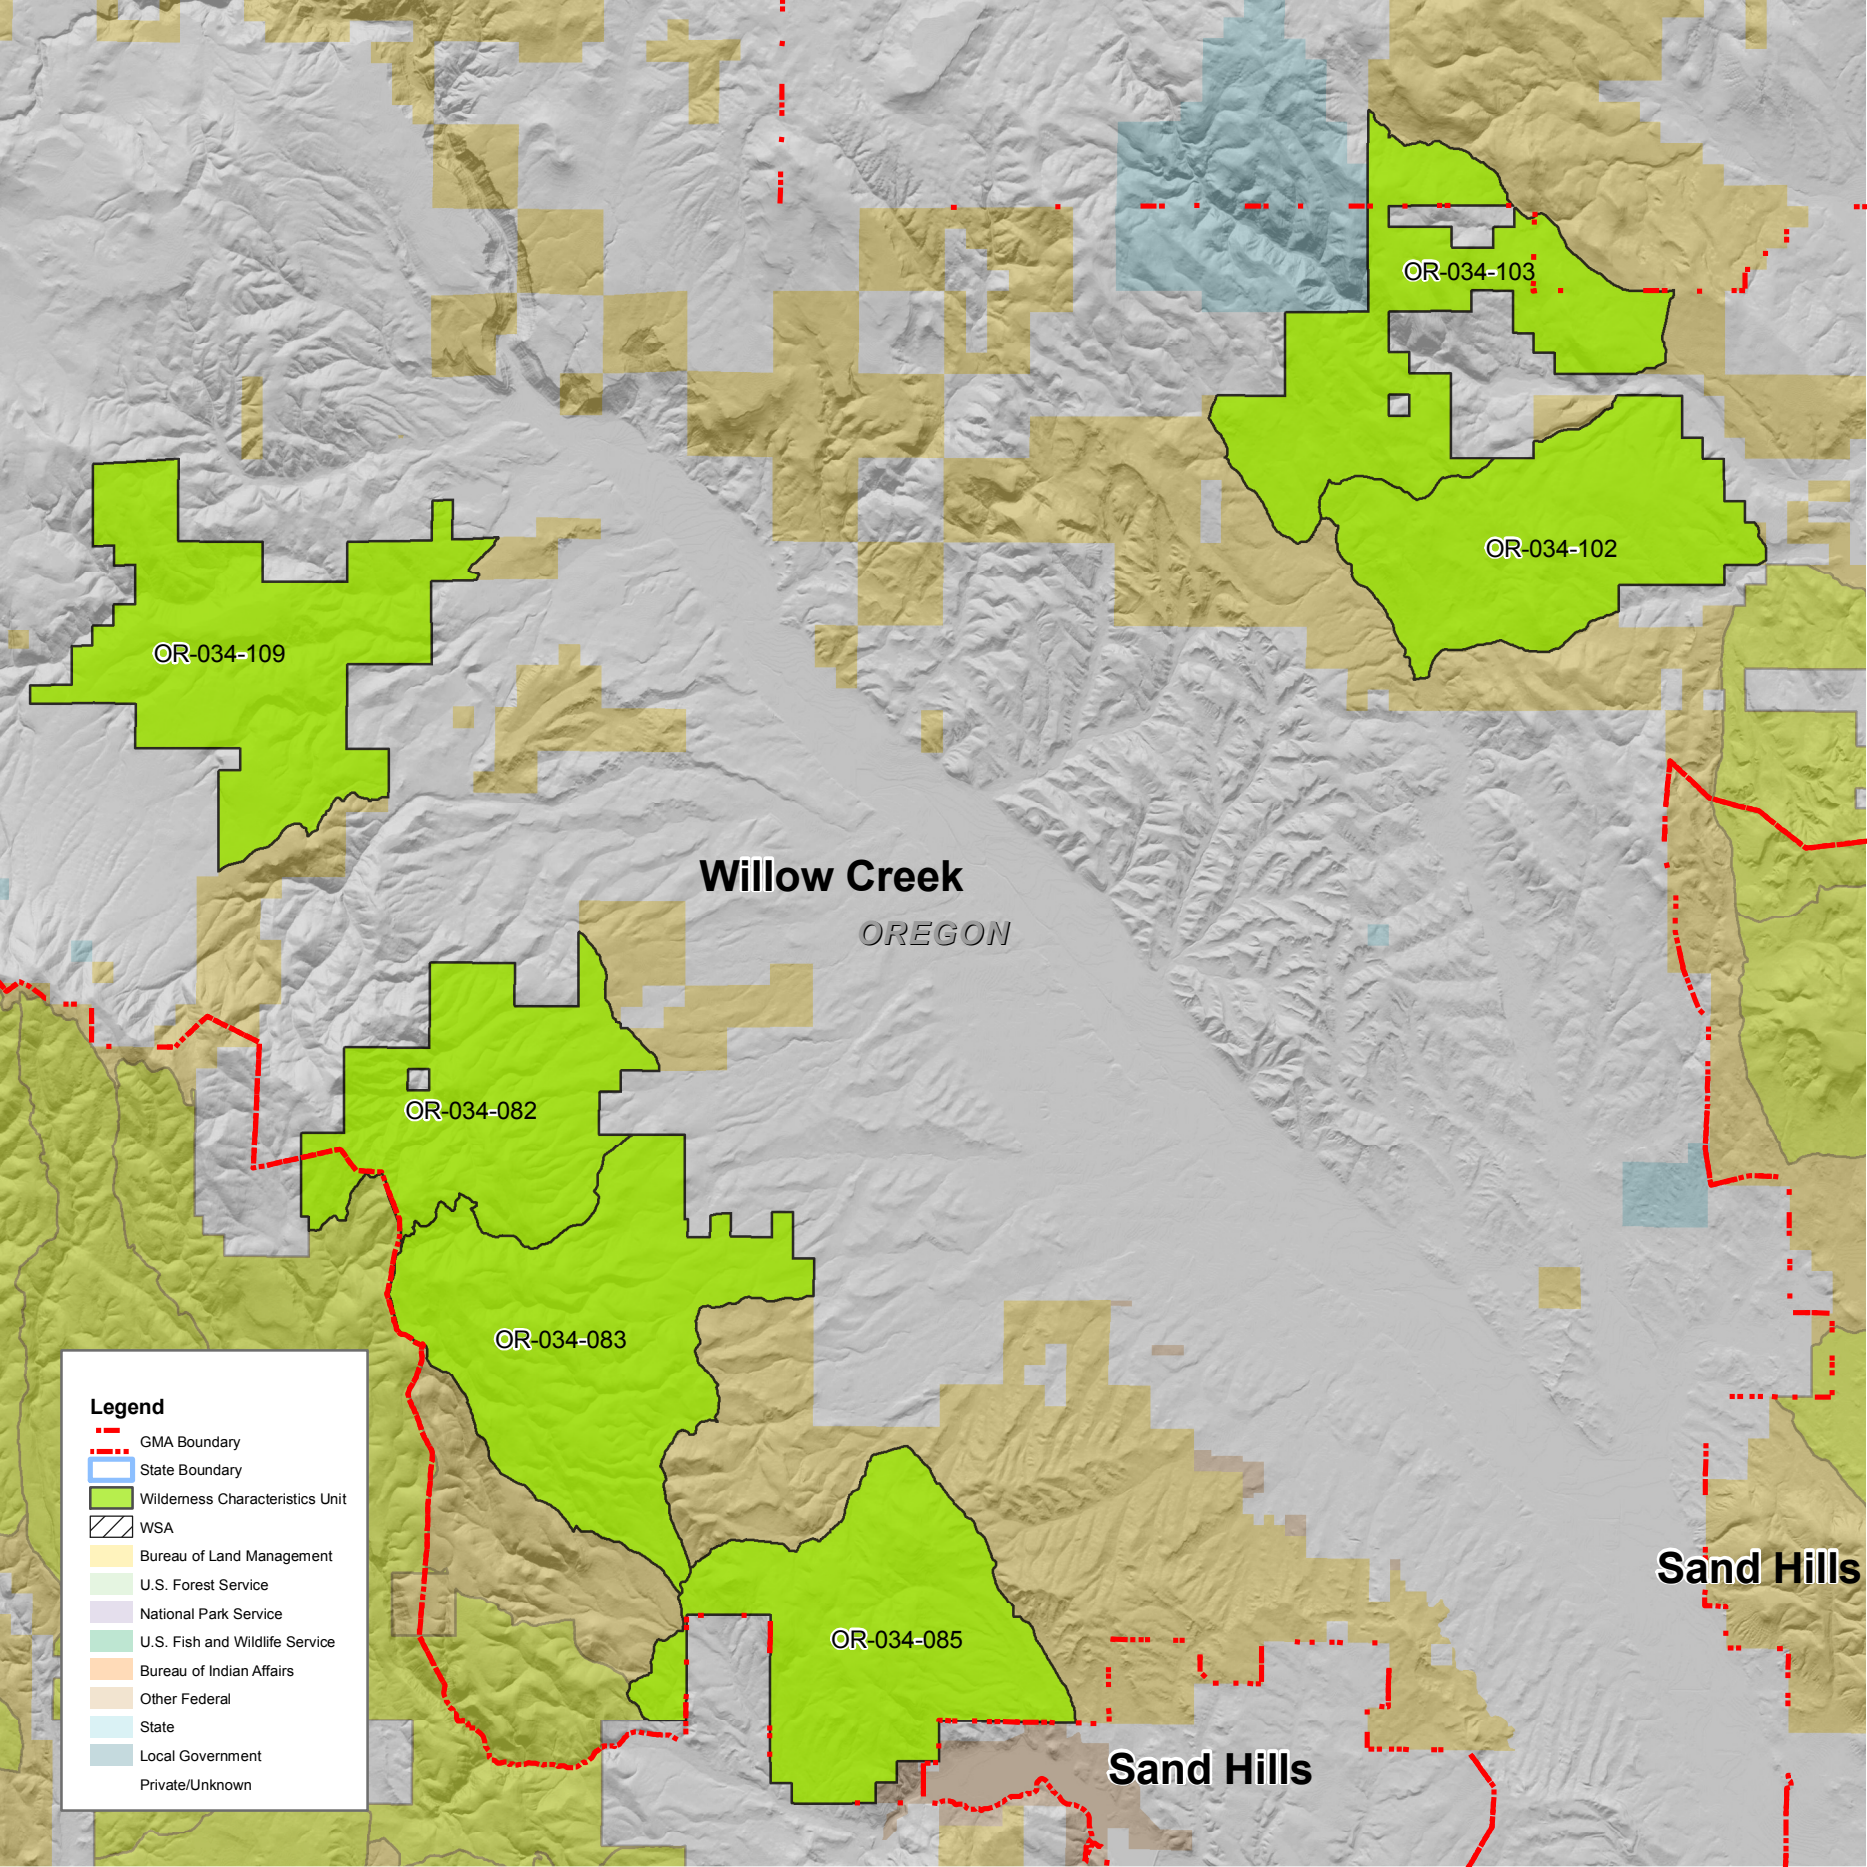 OR-034-103
OR-034-102
OR-034-109
Willow Creek
OREGON
OR-034-082
OR-034-083
OR-034-085
Sand Hills
Sand Hills
Legend
GMA Boundary
State Boundary
Wilderness Characteristics Unit
WSA
Bureau of Land Management
U.S. Forest Service
National Park Service
U.S. Fish and Wildlife Service
Bureau of Indian Affairs
Other Federal
State
Local Government
Private/Unknown